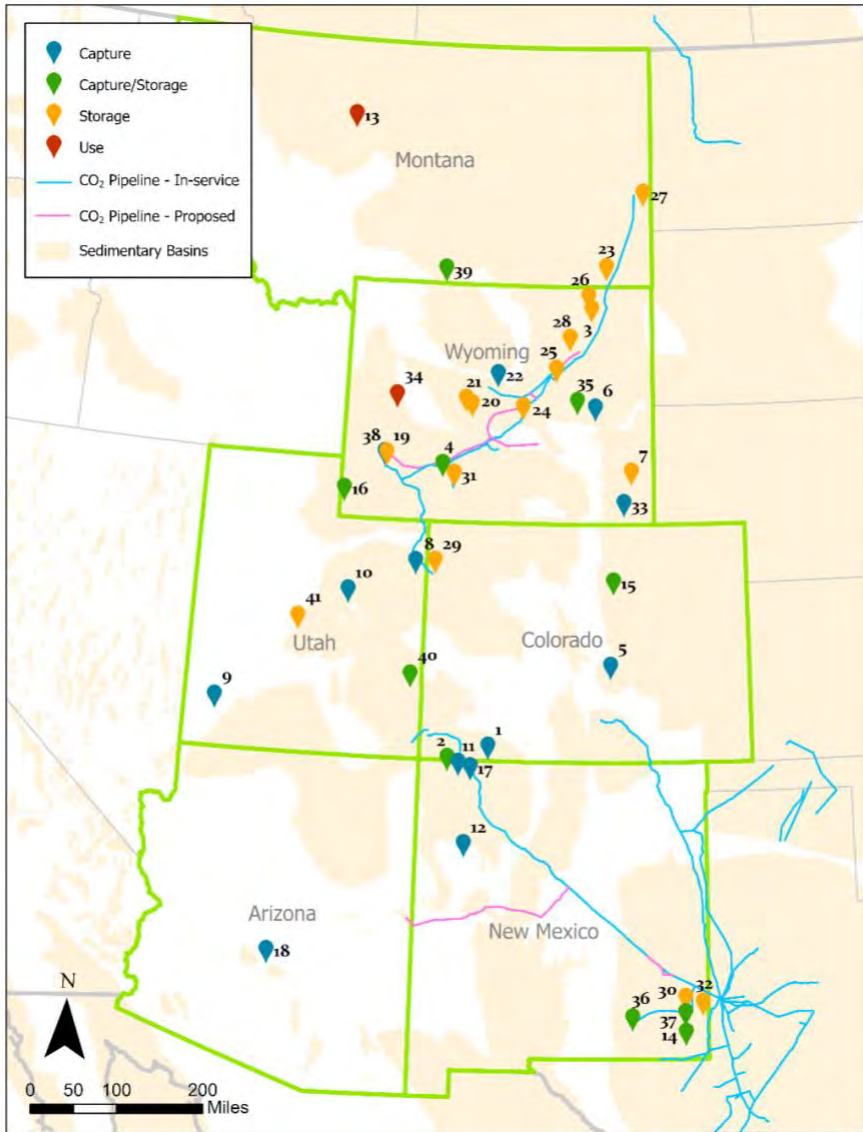 Capture
Capture/Storage
Storage
Use
CO₂ Pipeline - In-service
CO₂ Pipeline - Proposed
Sedimentary Basins
13
Montana
27
23
39
26
3
28
Wyoming
25
22
34
21
35
6
20
24
38 19
4
7
16
31
33
8 29
10
15
41
Utah
Colorado
40
5
9
1
2 11
17
12
Arizona
New Mexico
18
30 32
36
37
14
N
0 50 100 200
Miles